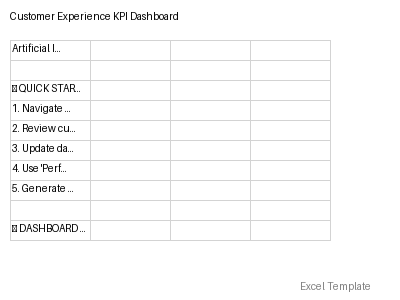 Customer Experience KPI Dashboard
Artificial I...
QUICK STAR...
1. Navigate ...
2. Review cu...
3. Update da...
4. Use 'Perf...
5. Generate ...
DASHBOARD...
Excel Template